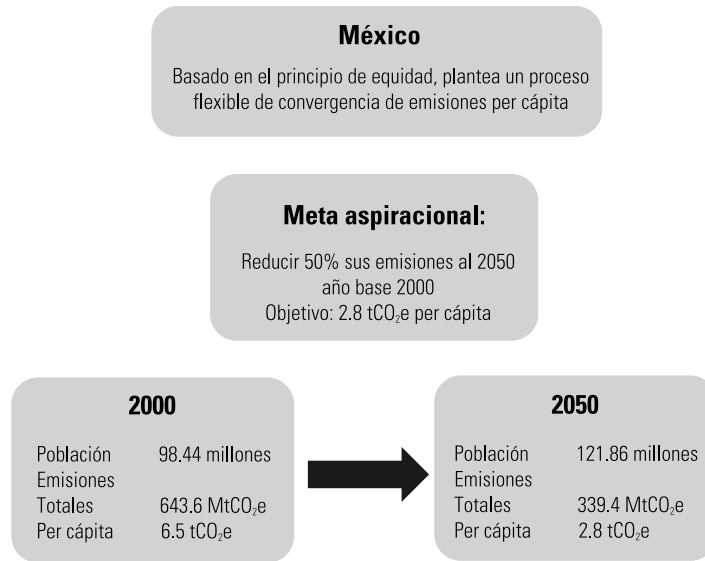 México
Basado en el principio de equidad, plantea un proceso
flexible de convergencia de emisiones per cápita
Meta aspiracional:
Reducir 50% sus emisiones al 2050
año base 2000
Objetivo: 2.8 tCO₂e per cápita
2000
Población 98.44 millones
Emisiones
Totales 643.6 MtCO₂e
Per cápita 6.5 tCO₂e
2050
Población 121.86 millones
Emisiones
Totales 339.4 MtCO₂e
Per cápita 2.8 tCO₂e